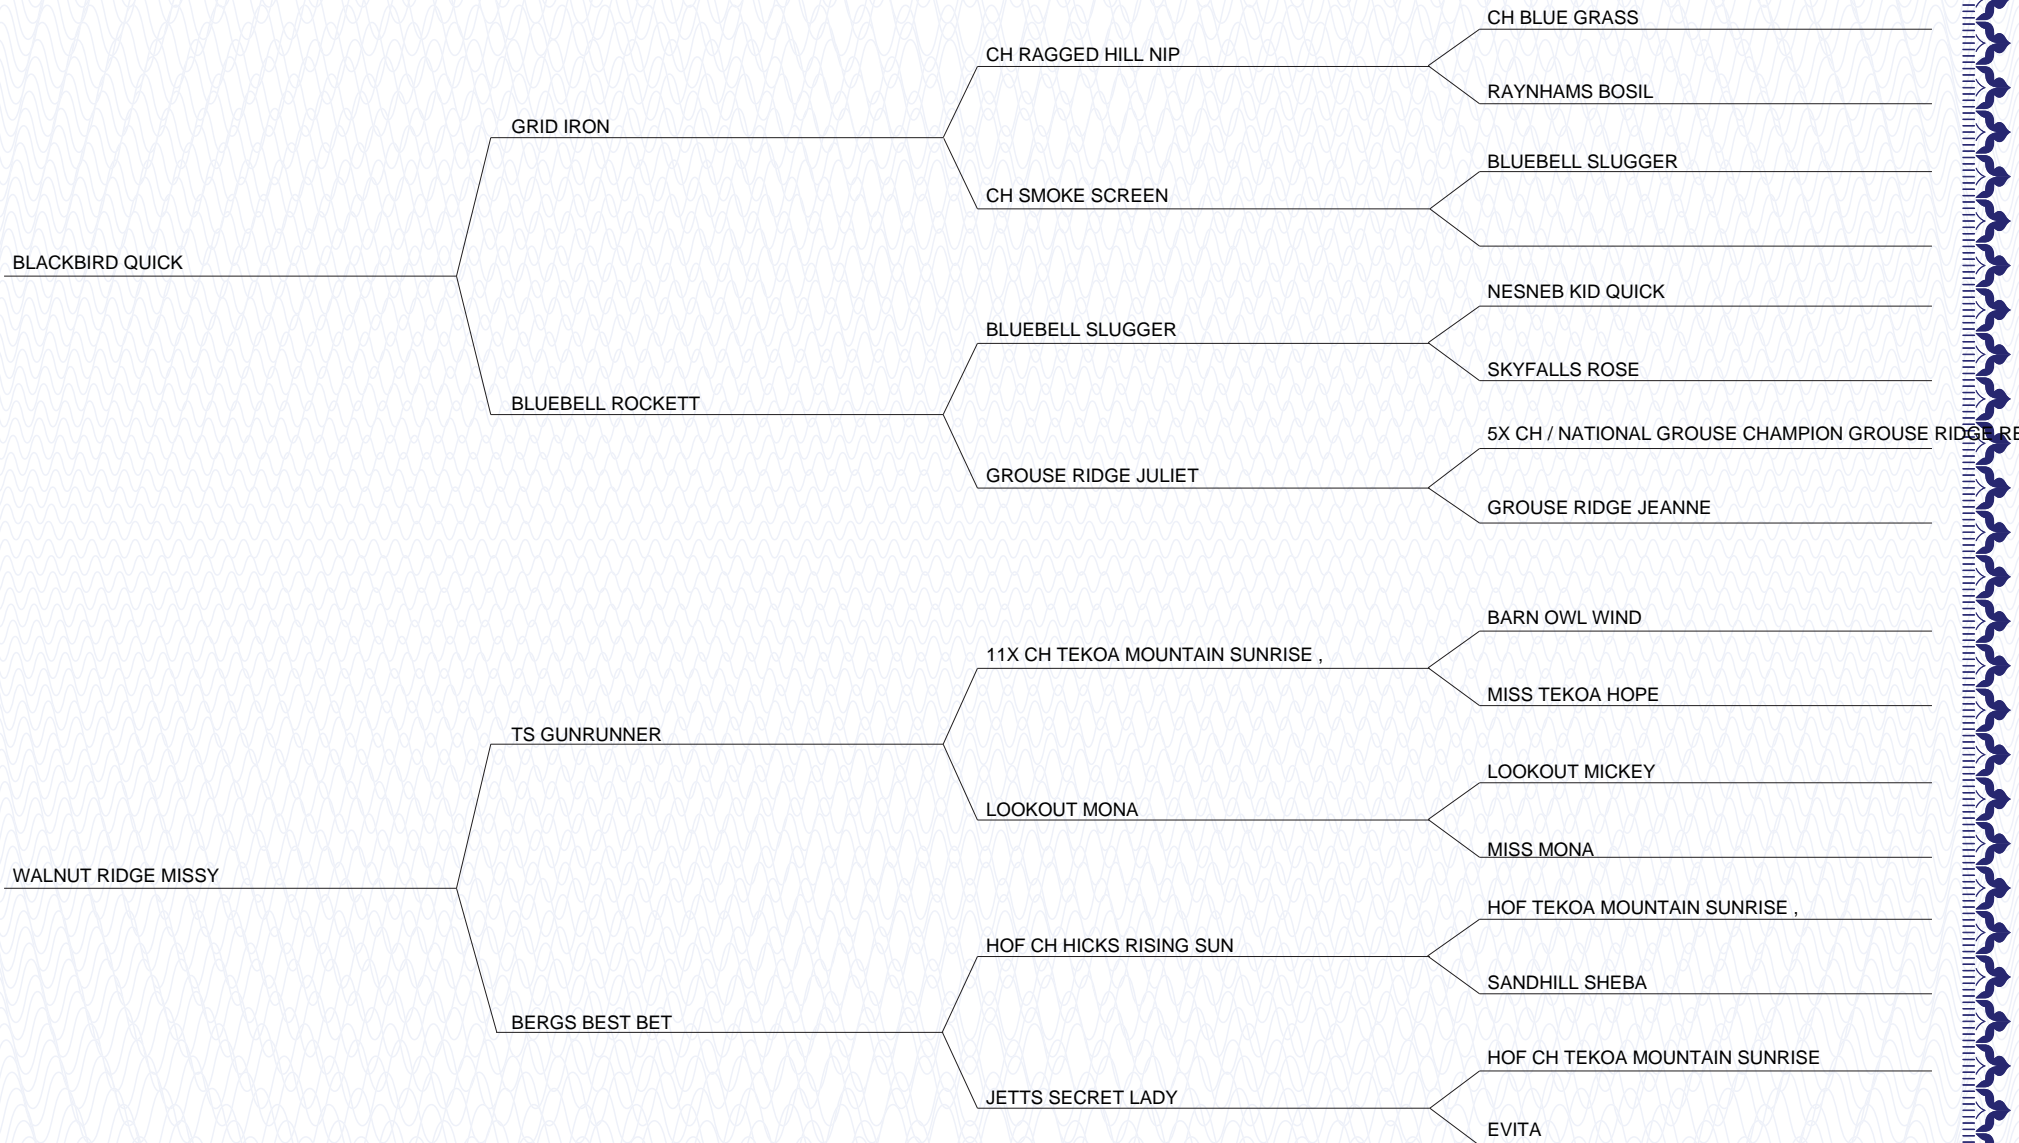 CH BLUE GRASS
CH RAGGED HILL NIP
RAYNHAMS BOSIL
GRID IRON
BLUEBELL SLUGGER
CH SMOKE SCREEN
BLACKBIRD QUICK
NESNEB KID QUICK
BLUEBELL SLUGGER
SKYFALLS ROSE
BLUEBELL ROCKETT
5X CH / NATIONAL GROUSE CHAMPION GROUSE RIDGE RE
GROUSE RIDGE JULIET
GROUSE RIDGE JEANNE
BARN OWL WIND
11X CH TEKOA MOUNTAIN SUNRISE ,
MISS TEKOA HOPE
TS GUNRUNNER
LOOKOUT MICKEY
LOOKOUT MONA
MISS MONA
WALNUT RIDGE MISSY
HOF TEKOA MOUNTAIN SUNRISE ,
HOF CH HICKS RISING SUN
SANDHILL SHEBA
BERGS BEST BET
HOF CH TEKOA MOUNTAIN SUNRISE
JETTS SECRET LADY
EVITA